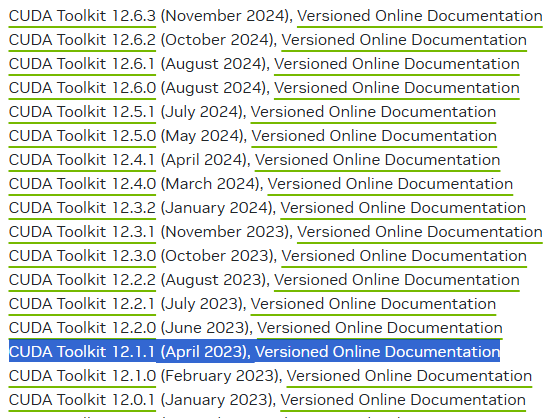 CUDA Toolkit 12.6.3 (November 2024), Versioned Online Documentation
CUDA Toolkit 12.6.2 (October 2024), Versioned Online Documentation
CUDA Toolkit 12.6.1 (August 2024), Versioned Online Documentation
CUDA Toolkit 12.6.0 (August 2024), Versioned Online Documentation
CUDA Toolkit 12.5.1 (July 2024), Versioned Online Documentation
CUDA Toolkit 12.5.0 (May 2024), Versioned Online Documentation
CUDA Toolkit 12.4.1 (April 2024), Versioned Online Documentation
CUDA Toolkit 12.4.0 (March 2024), Versioned Online Documentation
CUDA Toolkit 12.3.2 (January 2024), Versioned Online Documentation
CUDA Toolkit 12.3.1 (November 2023), Versioned Online Documentation
CUDA Toolkit 12.3.0 (October 2023), Versioned Online Documentation
CUDA Toolkit 12.2.2 (August 2023), Versioned Online Documentation
CUDA Toolkit 12.2.1 (July 2023), Versioned Online Documentation
CUDA Toolkit 12.2.0 (June 2023), Versioned Online Documentation
CUDA Toolkit 12.1.1 (April 2023), Versioned Online Documentation
CUDA Toolkit 12.1.0 (February 2023), Versioned Online Documentation
CUDA Toolkit 12.0.1 (January 2023), Versioned Online Documentation